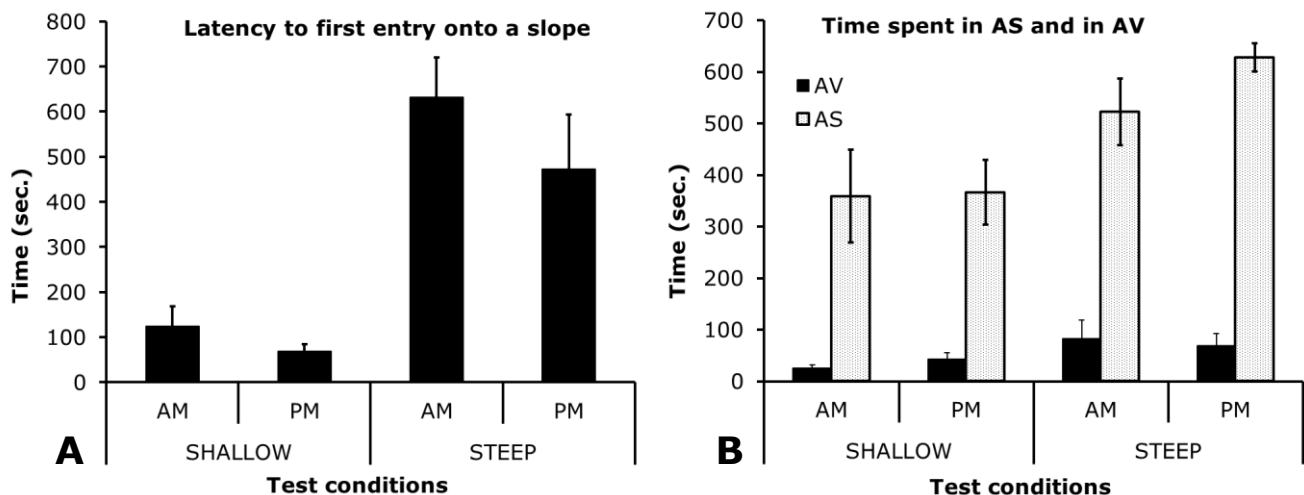 Latency to first entry onto a slope
Time (sec.)
800
700
600
500
400
300
200
100
0
AM PM AM PM
SHALLOW STEEP
Test conditions
A
Time spent in AS and in AV
AV
AS
Time (sec.)
700
600
500
400
300
200
100
0
AM PM AM PM
SHALLOW STEEP
Test conditions
B